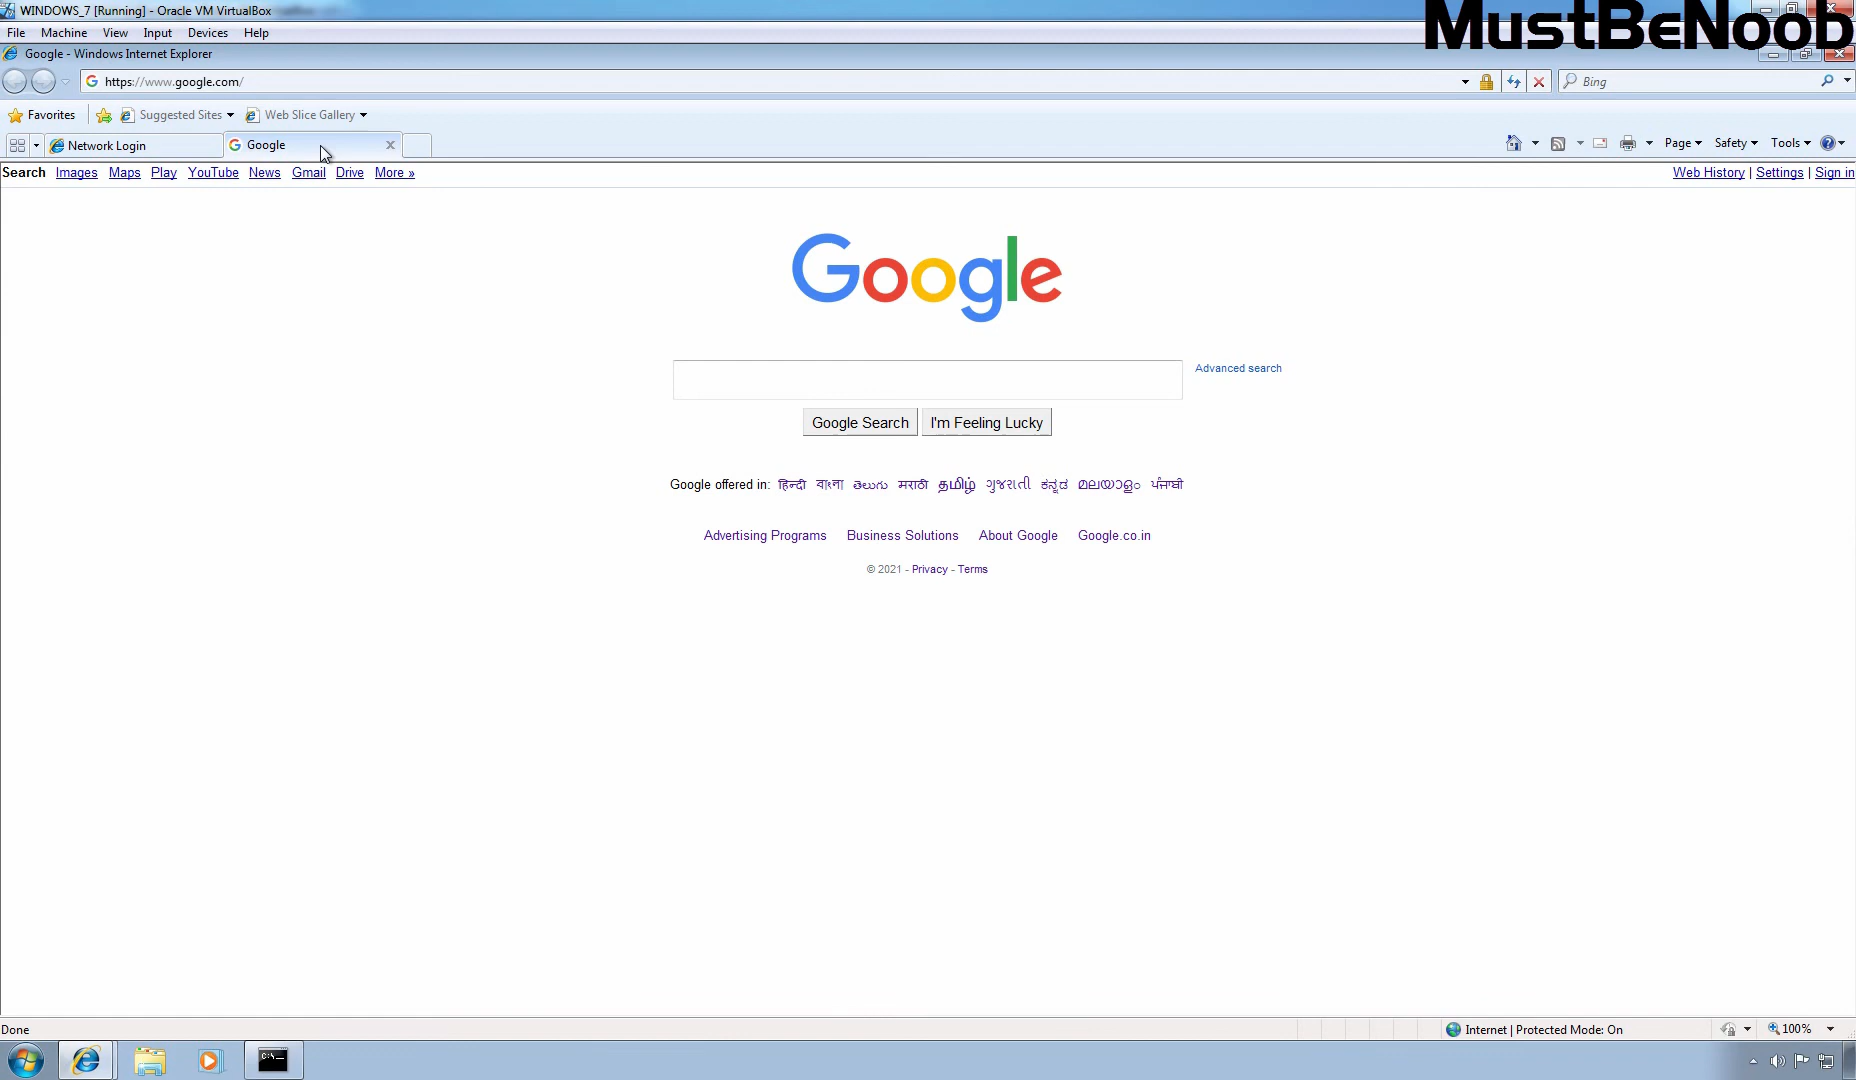 WINDOWS_7 [Running] - Oracle VM VirtualBox
MustBeNoob
File Machine View Input Devices Help
Google - Windows Internet Explorer
https://www.google.com/
Bing
Favorites Suggested Sites Web Slice Gallery
Network Login Google
Page Safety Tools
Search Images Maps Play YouTube News Gmail Drive More »
Web History | Settings | Sign in
Google
Advanced search
Google Search I'm Feeling Lucky
Google offered in: हिन्दी বাংলা తెలుగు मराठी தமிழ் ગુજરાતી ಕನ್ನಡ മലയാളം ਪੰਜਾਬੀ
Advertising Programs Business Solutions About Google Google.co.in
© 2021 - Privacy - Terms
Done
Internet | Protected Mode: On
100%
C:\_